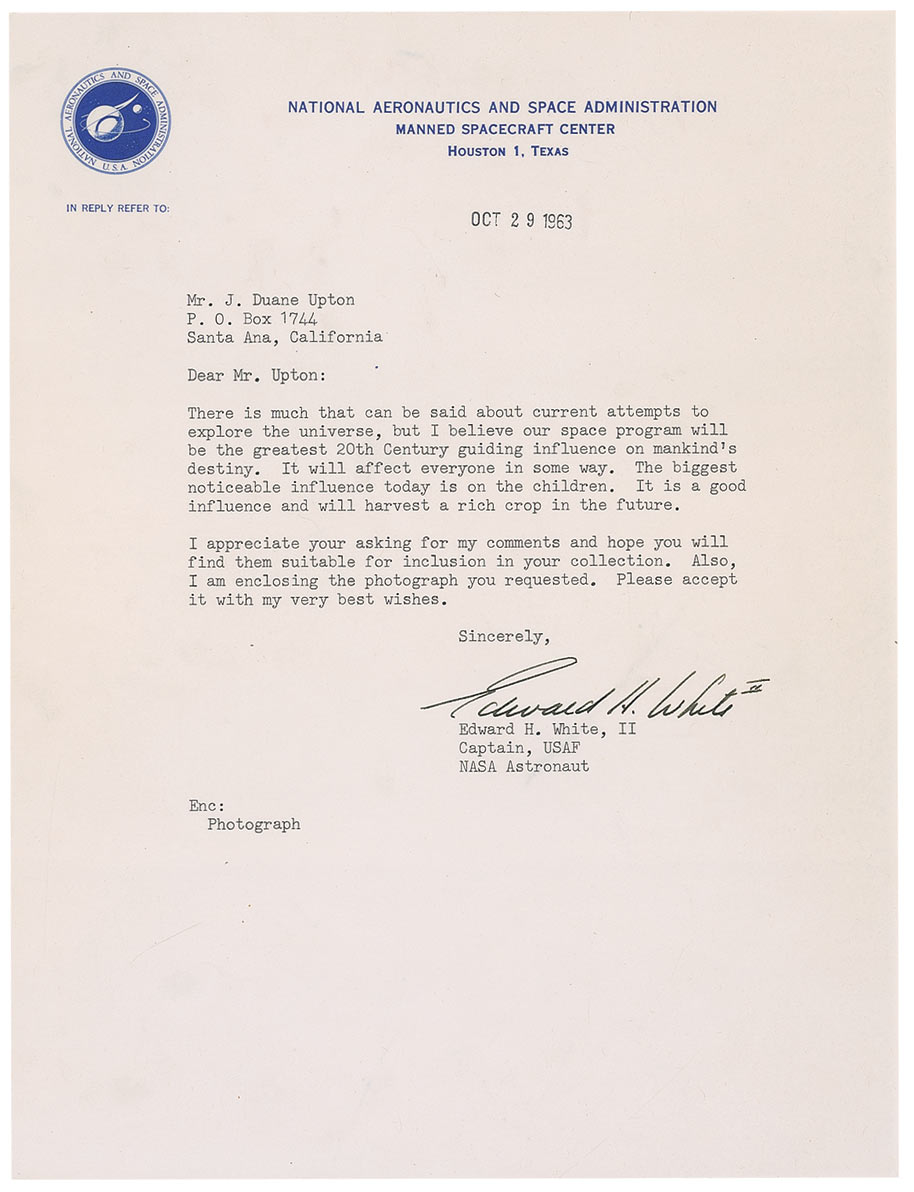 NATIONAL AERONAUTICS AND SPACE ADMINISTRATION
U.S.A.
NATIONAL AERONAUTICS AND SPACE ADMINISTRATION
MANNED SPACECRAFT CENTER
HOUSTON 1, TEXAS
IN REPLY REFER TO:
OCT 29 1963
Mr. J. Duane Upton
P. O. Box 1744
Santa Ana, California
Dear Mr. Upton:
There is much that can be said about current attempts to
explore the universe, but I believe our space program will
be the greatest 20th Century guiding influence on mankind's
destiny. It will affect everyone in some way. The biggest
noticeable influence today is on the children. It is a good
influence and will harvest a rich crop in the future.
I appreciate your asking for my comments and hope you will
find them suitable for inclusion in your collection. Also,
I am enclosing the photograph you requested. Please accept
it with my very best wishes.
Sincerely,
Edward H. White II
Edward H. White, II
Captain, USAF
NASA Astronaut
Enc:
Photograph